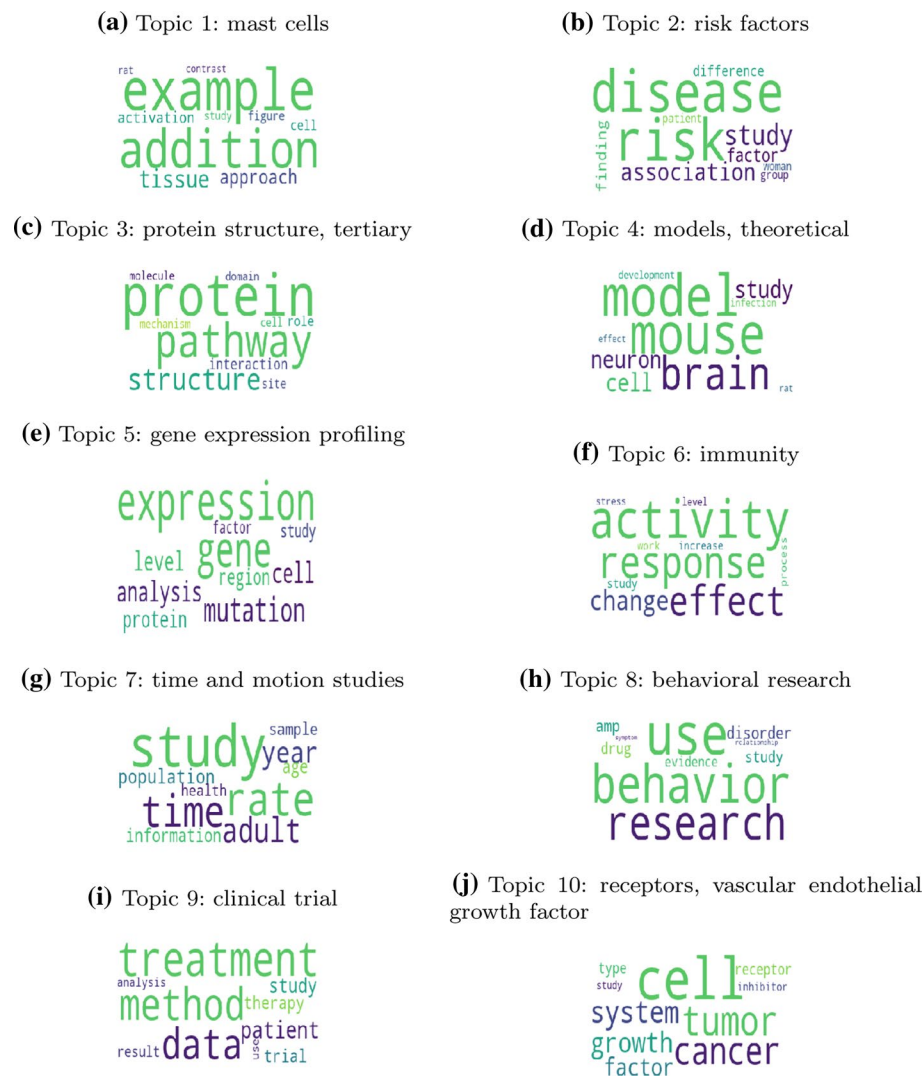 (a) Topic 1: mast cells
rat contrast
example
activation study figure
cell
addition
tissue approach
(b) Topic 2: risk factors
difference
disease
patient
finding risk study
factor
association woman
group
(c) Topic 3: protein structure, tertiary
molecule domain
protein
mechanism cell role
pathway
interaction
structure site
(d) Topic 4: models, theoretical
development
model study
infection
effect mouse
neuron
cell brain rat
(e) Topic 5: gene expression profiling
expression
factor study
level gene
region cell
analysis mutation
protein
(f) Topic 6: immunity
stress level
activity
work increase process
response
study
change effect
(g) Topic 7: time and motion studies
sample
study year
age
population
health
time rate
information adult
(h) Topic 8: behavioral research
amp use disorder
symptom relationship
drug evidence study
behavior
research
(i) Topic 9: clinical trial
treatment
analysis study
method therapy
data patient
result use trial
(j) Topic 10: receptors, vascular endothelial
growth factor
type cell receptor
study inhibitor
system tumor
growth cancer
factor